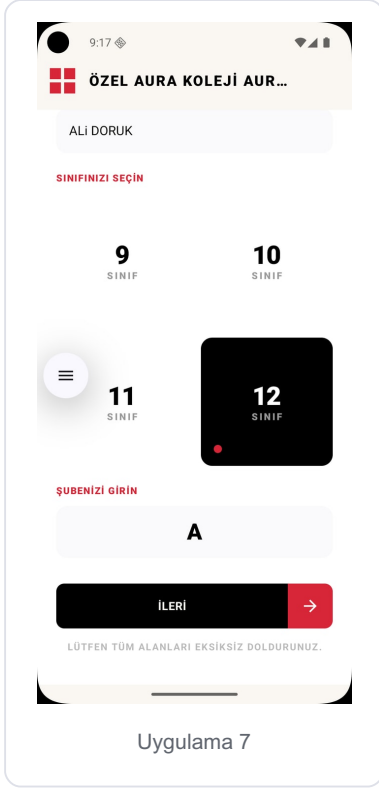 9:17
ÖZEL AURA KOLEJİ AUR...
ALi DORUK
SINIFINIZI SEÇİN
9 10
SINIF SINIF
11 12
SINIF SINIF
ŞUBENİZİ GİRİN
A
İLERİ
LÜTFEN TÜM ALANLARI EKSİKSİZ DOLDURUNUZ.
Uygulama 7